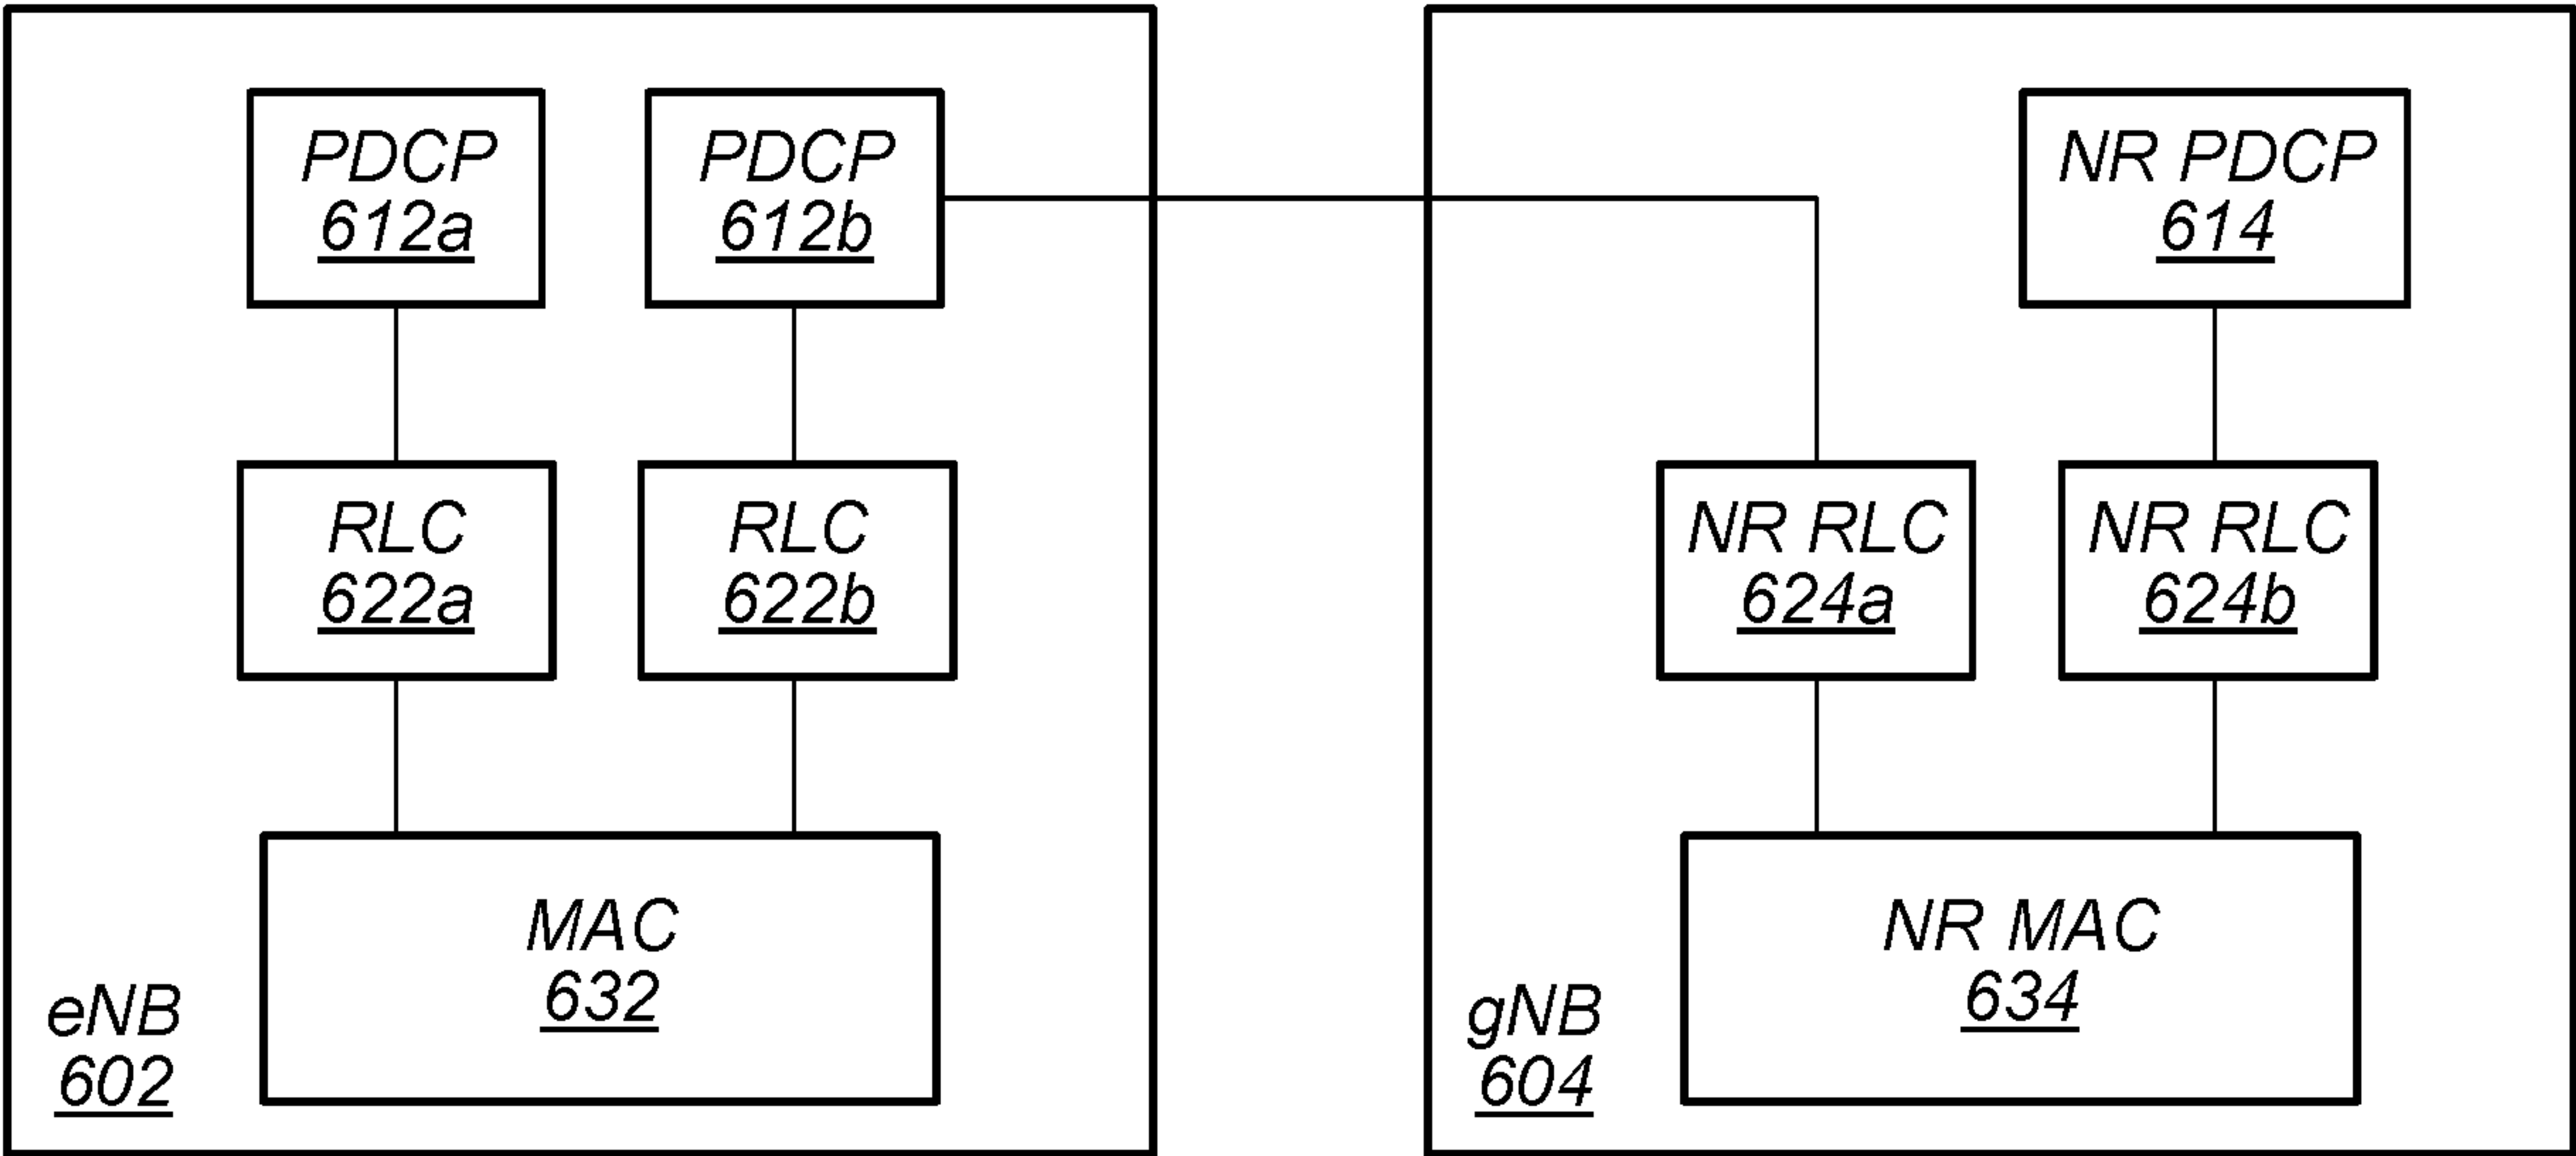 PDCP
612a
PDCP
612b
NR PDCP
614
RLC
622a
RLC
622b
NR RLC
624a
NR RLC
624b
MAC
632
NR MAC
634
eNB
602
gNB
604